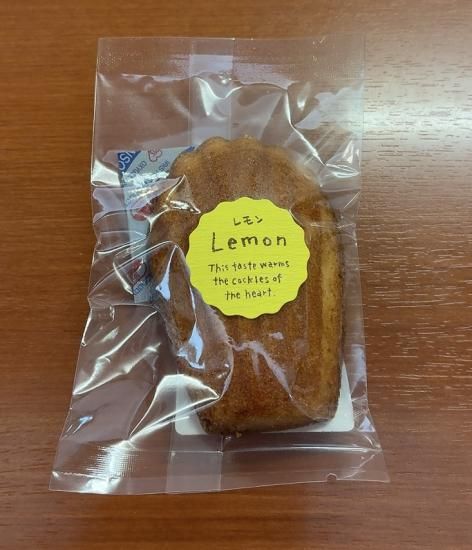 レモン
Lemon
This taste warms
the cockles of
the heart.